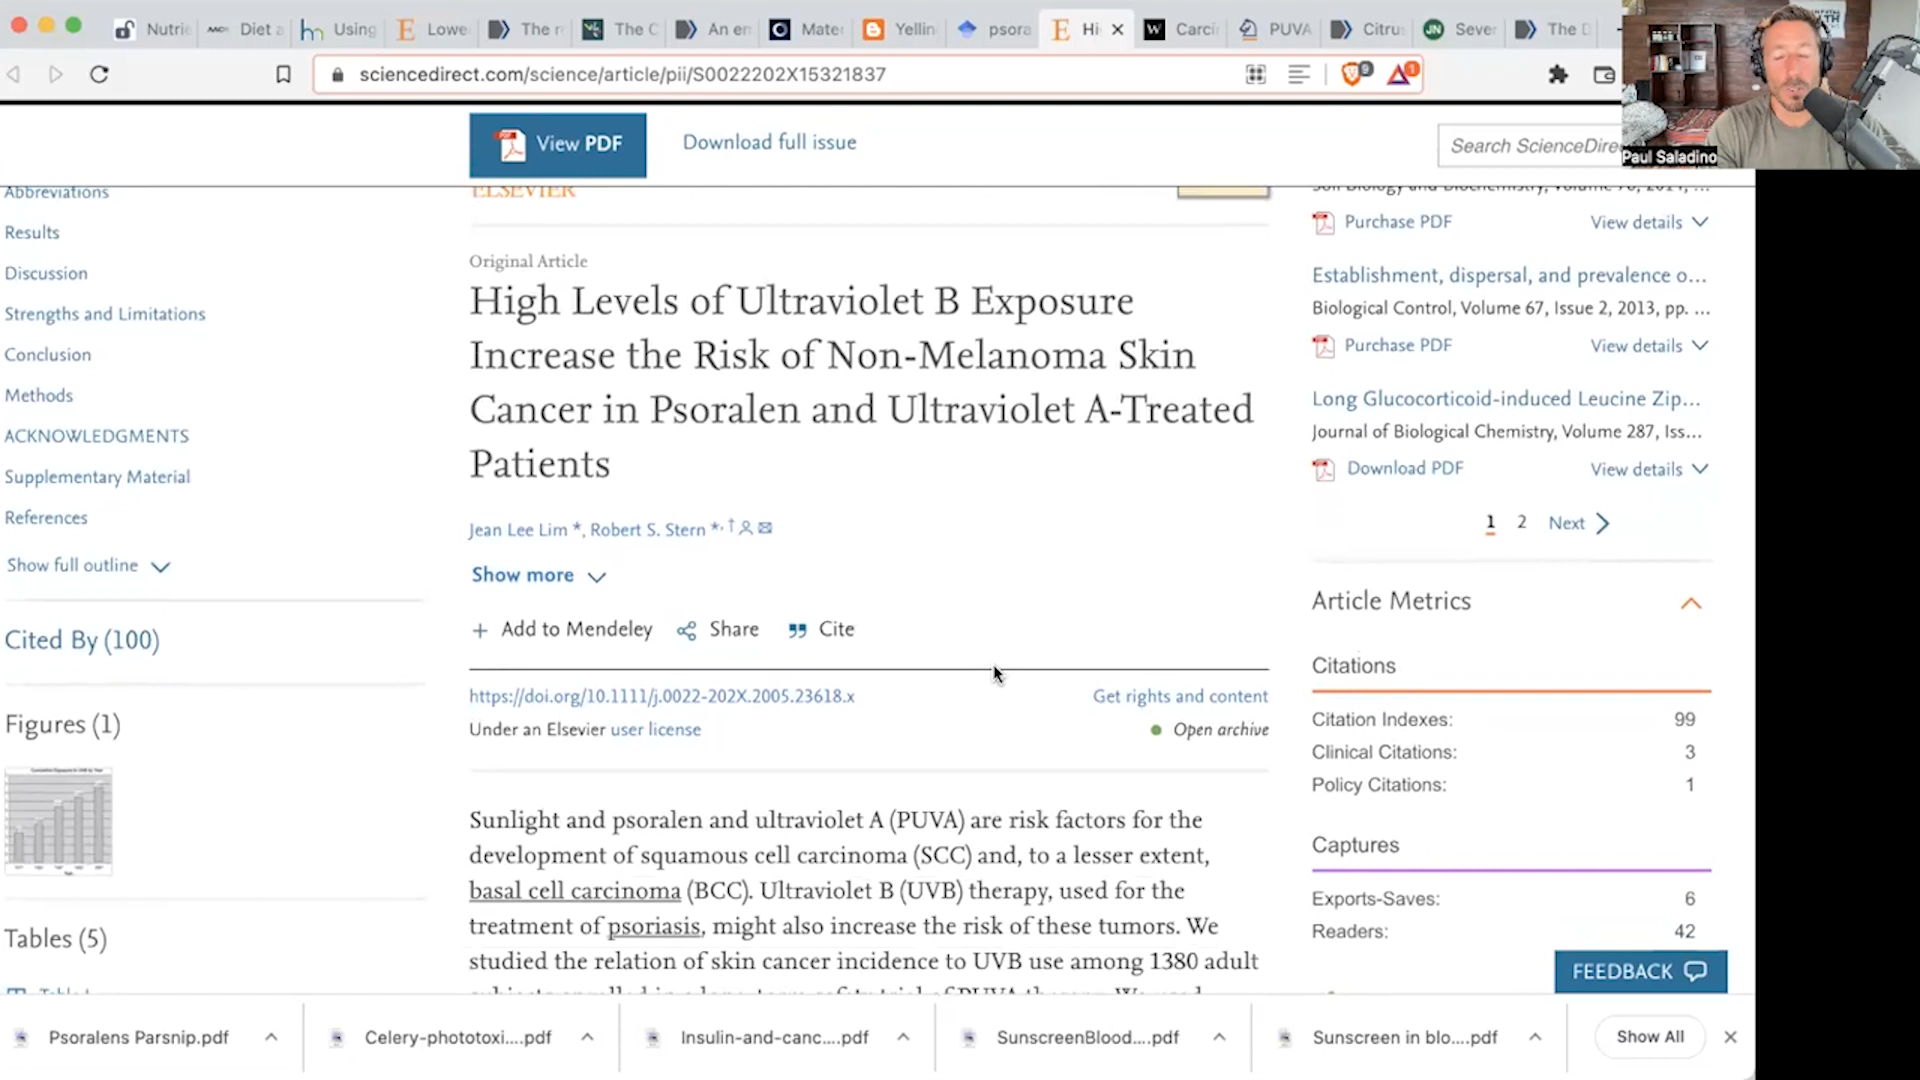 Nutri
Diet a
Using
Lowe
The r
The C
An er
Mate
Yellin
psora
Hi
Carci
PUVA
Citru
Sever
The D
sciencedirect.com/science/article/pii/S0022202X15321837
9
1
Paul Saladino
View PDF
Download full issue
Search ScienceDire
Abbreviations
Results
Discussion
Strengths and Limitations
Conclusion
Methods
ACKNOWLEDGMENTS
Supplementary Material
References
Show full outline
Cited By (100)
Figures (1)
Tables (5)
ELSEVIER
Original Article
High Levels of Ultraviolet B Exposure
Increase the Risk of Non-Melanoma Skin
Cancer in Psoralen and Ultraviolet A-Treated
Patients
Jean Lee Lim *, Robert S. Stern *, †
Show more
+ Add to Mendeley Share Cite
https://doi.org/10.1111/j.0022-202X.2005.23618.x
Get rights and content
Under an Elsevier user license
Open archive
Sunlight and psoralen and ultraviolet A (PUVA) are risk factors for the
development of squamous cell carcinoma (SCC) and, to a lesser extent,
basal cell carcinoma (BCC). Ultraviolet B (UVB) therapy, used for the
treatment of psoriasis, might also increase the risk of these tumors. We
studied the relation of skin cancer incidence to UVB use among 1380 adult
Purchase PDF View details
Establishment, dispersal, and prevalence o...
Biological Control, Volume 67, Issue 2, 2013, pp. ...
Purchase PDF View details
Long Glucocorticoid-induced Leucine Zip...
Journal of Biological Chemistry, Volume 287, Iss...
Download PDF View details
1 2 Next
Article Metrics
Citations
Citation Indexes: 99
Clinical Citations: 3
Policy Citations: 1
Captures
Exports-Saves: 6
Readers: 42
FEEDBACK
Psoralens Parsnip.pdf
Celery-phototoxi....pdf
Insulin-and-canc....pdf
SunscreenBlood....pdf
Sunscreen in blo....pdf
Show All